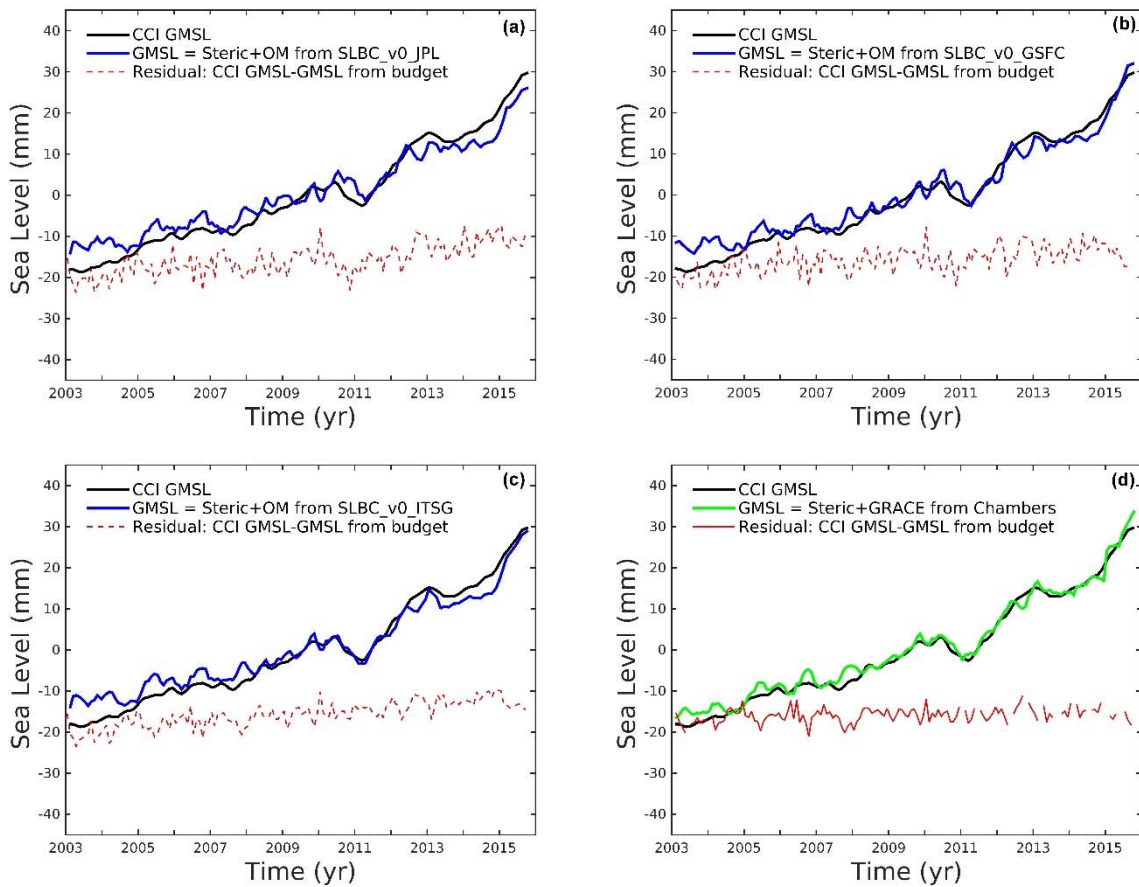 (a)
CCI GMSL
GMSL = Steric+OM from SLBC_v0_JPL
Residual: CCI GMSL-GMSL from budget
Sea Level (mm)
40
30
20
10
0
-10
-20
-30
-40
2003 2005 2007 2009 2011 2013 2015
Time (yr)
(b)
CCI GMSL
GMSL = Steric+OM from SLBC_v0_GSFC
Residual: CCI GMSL-GMSL from budget
Sea Level (mm)
40
30
20
10
0
-10
-20
-30
-40
2003 2005 2007 2009 2011 2013 2015
Time (yr)
(c)
CCI GMSL
GMSL = Steric+OM from SLBC_v0_ITSG
Residual: CCI GMSL-GMSL from budget
Sea Level (mm)
40
30
20
10
0
-10
-20
-30
-40
2003 2005 2007 2009 2011 2013 2015
Time (yr)
(d)
CCI GMSL
GMSL = Steric+GRACE from Chambers
Residual: CCI GMSL-GMSL from budget
Sea Level (mm)
40
30
20
10
0
-10
-20
-30
-40
2003 2005 2007 2009 2011 2013 2015
Time (yr)